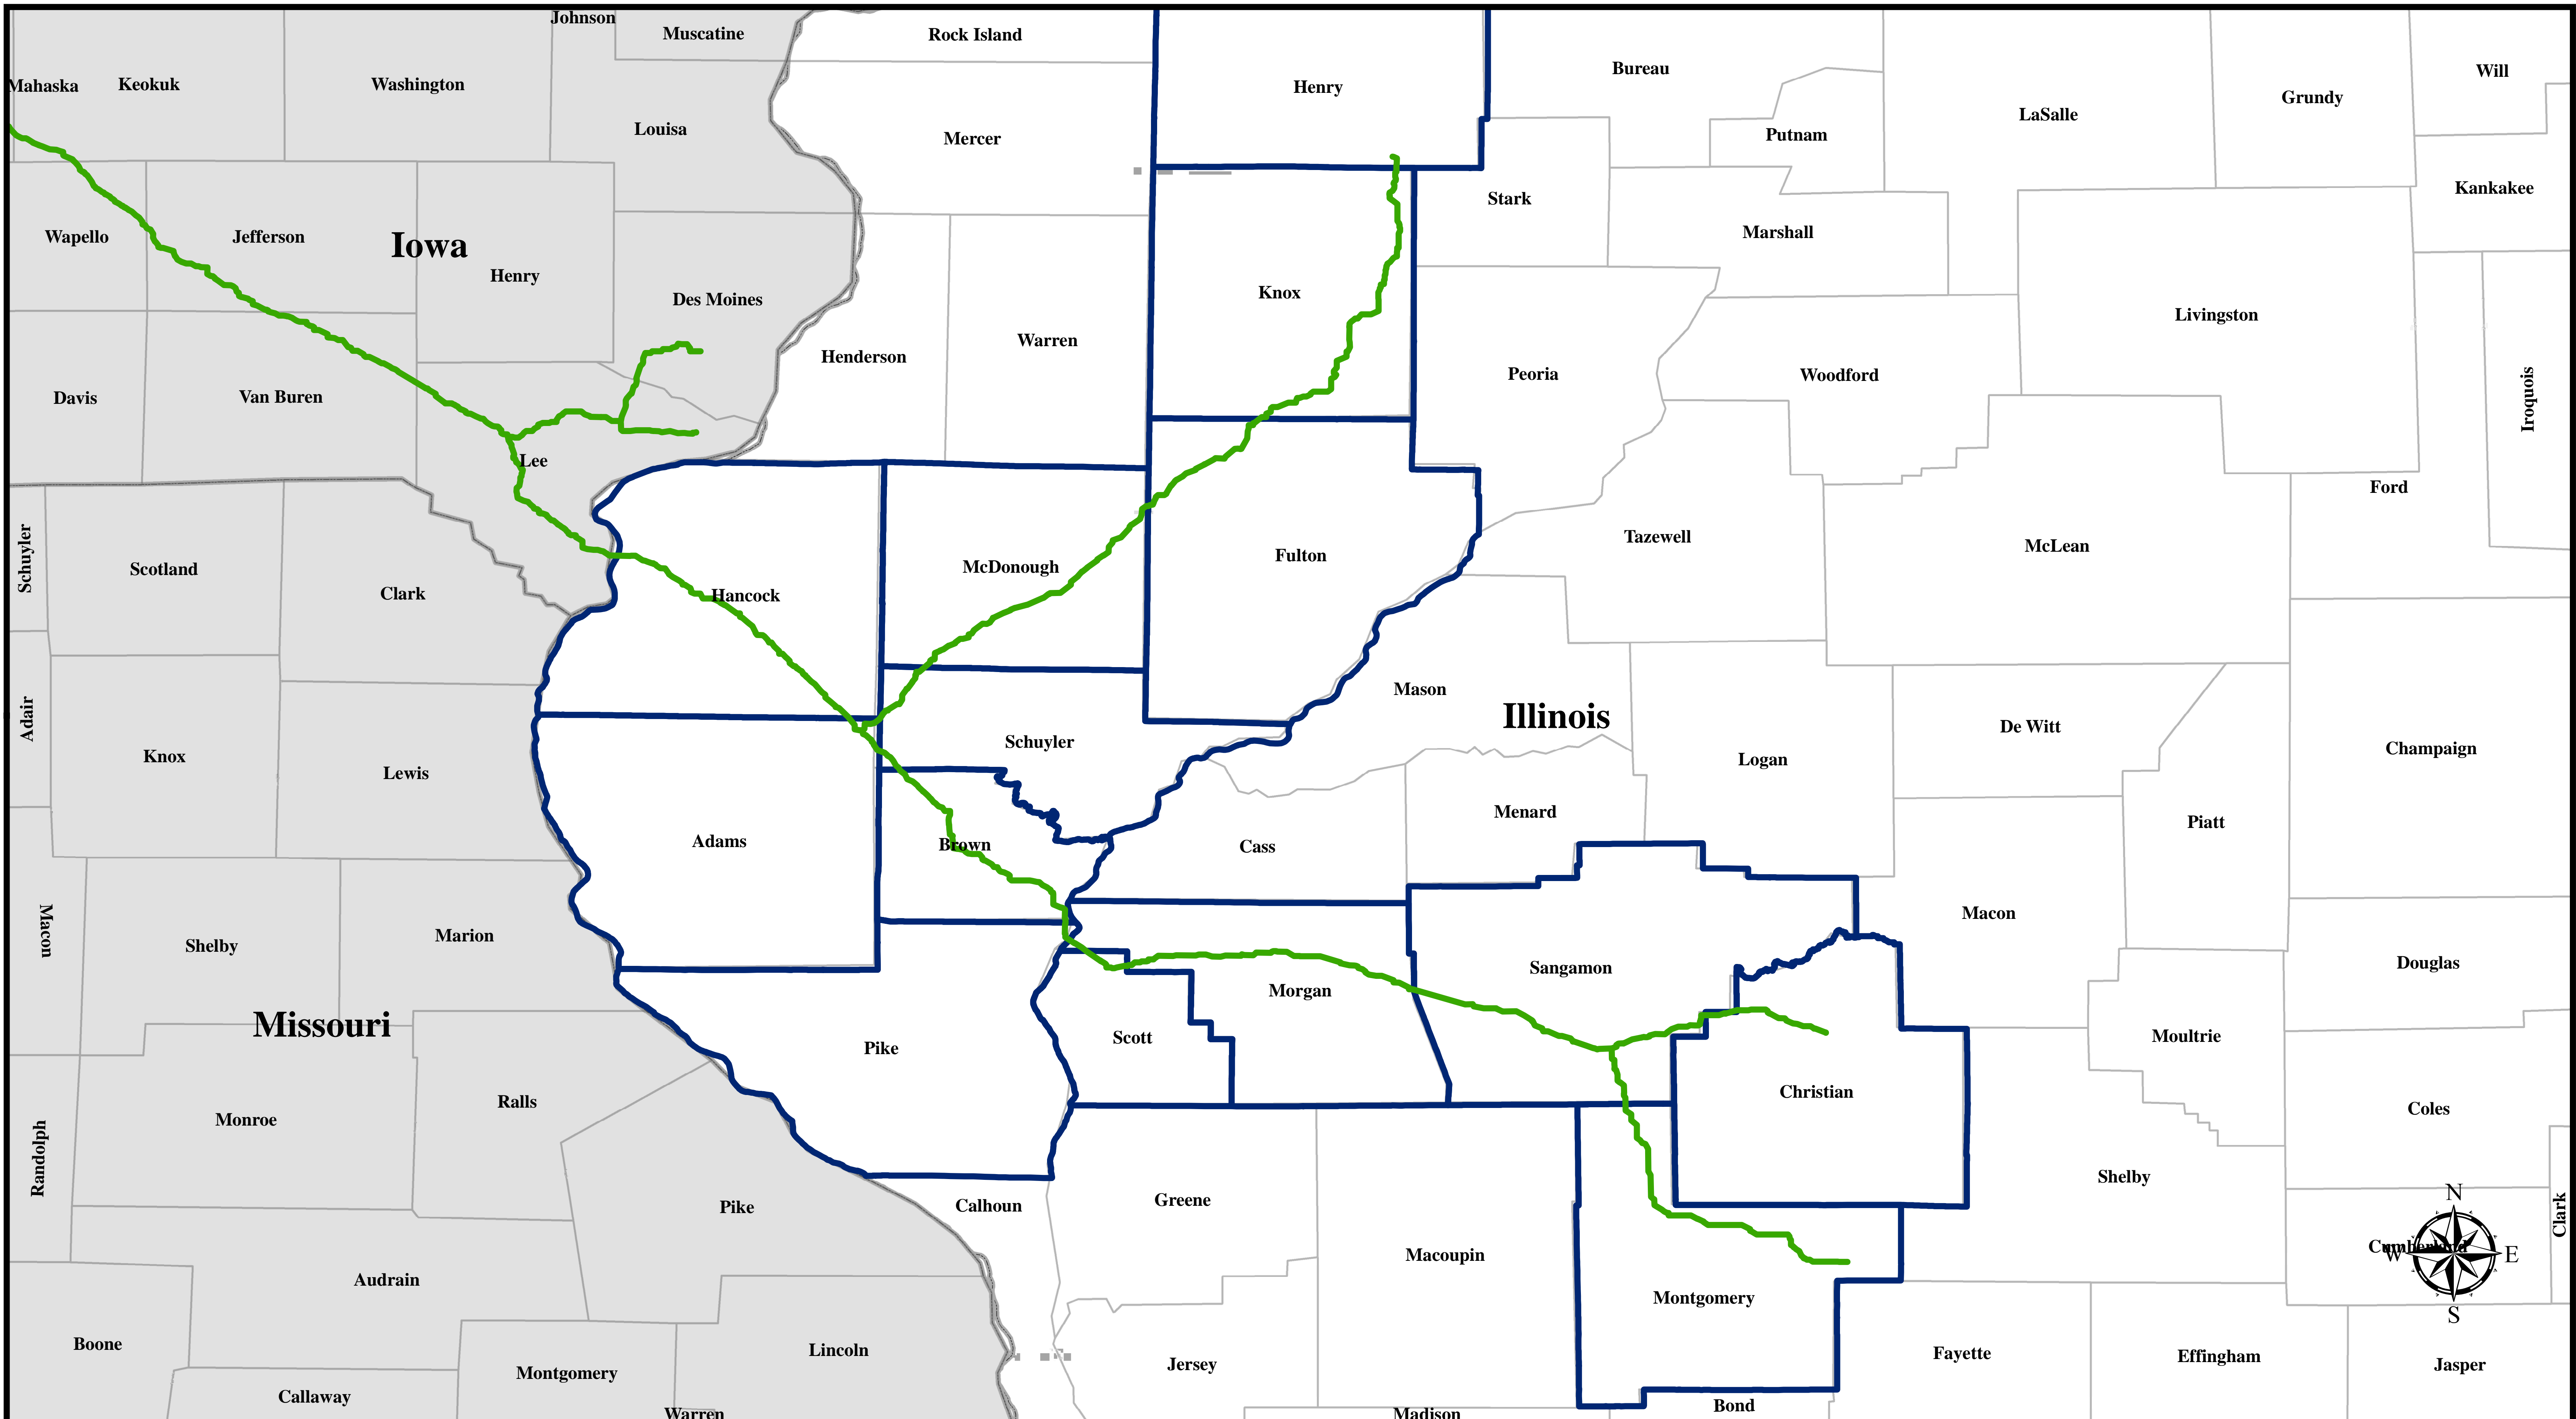 Johnson
Muscatine
Rock Island
Mahaska
Keokuk
Washington
Louisa
Mercer
Henry
Bureau
Putnam
LaSalle
Grundy
Will
Kankakee
Wapello
Jefferson
Iowa
Henry
Des Moines
Stark
Marshall
Knox
Livingston
Henderson
Warren
Peoria
Woodford
Iroquois
Davis
Van Buren
Lee
Ford
Schuyler
Scotland
Clark
Hancock
McDonough
Fulton
Tazewell
McLean
Adair
Knox
Lewis
Schuyler
Mason
Illinois
Logan
De Witt
Champaign
Adams
Brown
Cass
Menard
Piatt
Macon
Shelby
Marion
Macon
Sangamon
Douglas
Missouri
Morgan
Scott
Pike
Moultrie
Christian
Coles
Randolph
Monroe
Ralls
Pike
Calhoun
Greene
Shelby
N
Clark
Macoupin
Cumberland
W
E
S
Audrain
Montgomery
Boone
Lincoln
Jersey
Fayette
Effingham
Jasper
Montgomery
Callaway
Warren
Madison
Bond